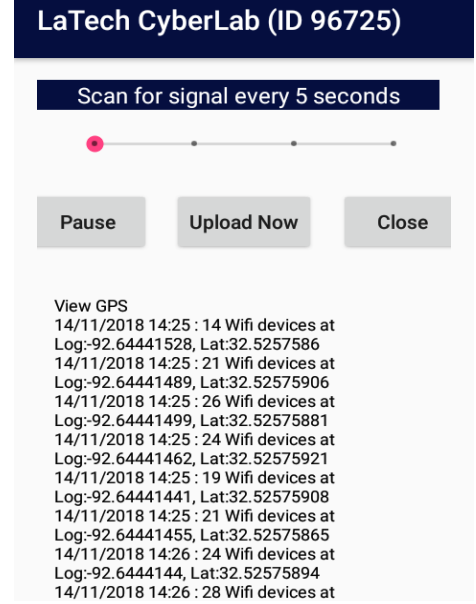 LaTech CyberLab (ID 96725)
Scan for signal every 5 seconds
Pause Upload Now Close
View GPS
14/11/2018 14:25 : 14 Wifi devices at
Log:-92.64441528, Lat:32.5257586
14/11/2018 14:25 : 21 Wifi devices at
Log:-92.64441489, Lat:32.52575906
14/11/2018 14:25 : 26 Wifi devices at
Log:-92.64441499, Lat:32.52575881
14/11/2018 14:25 : 24 Wifi devices at
Log:-92.64441462, Lat:32.52575921
14/11/2018 14:25 : 19 Wifi devices at
Log:-92.64441441, Lat:32.52575908
14/11/2018 14:25 : 21 Wifi devices at
Log:-92.64441455, Lat:32.52575865
14/11/2018 14:26 : 24 Wifi devices at
Log:-92.6444144, Lat:32.52575894
14/11/2018 14:26 : 28 Wifi devices at